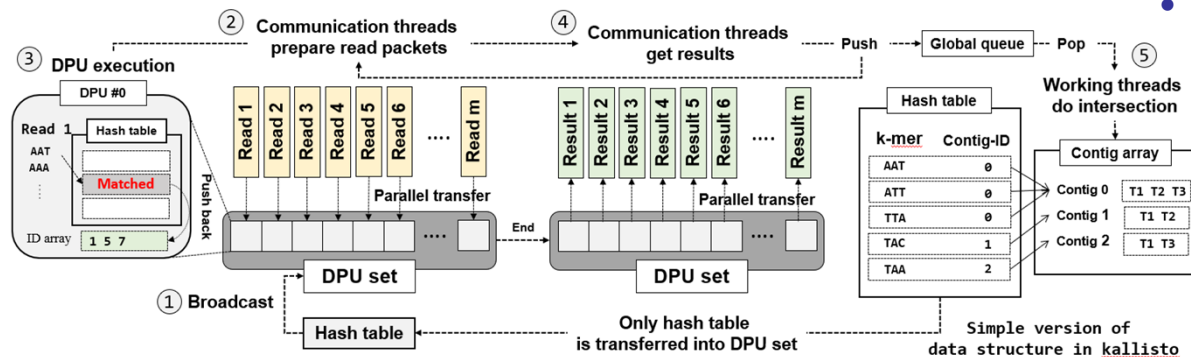 ② Communication threads
prepare read packets
④ Communication threads
get results
Push
Global queue
Pop
⑤
Working threads
do intersection
③ DPU execution
DPU #0
Read 1
Hash table
AAT
AAA
Matched
ID array
1 5 7
Push back
Read 1
Read 2
Read 3
Read 4
Read 5
Read 6
....
Read m
Parallel transfer
....
DPU set
End
Result 1
Result 2
Result 3
Result 4
Result 5
Result 6
....
Result m
Parallel transfer
....
DPU set
Hash table
k-mer Contig-ID
AAT 0
ATT 0
TTA 0
TAC 1
TAA 2
Contig array
Contig 0 T1 T2 T3
Contig 1 T1 T2
Contig 2 T1 T3
① Broadcast
Hash table
Only hash table
is transferred into DPU set
Simple version of
data structure in kallisto